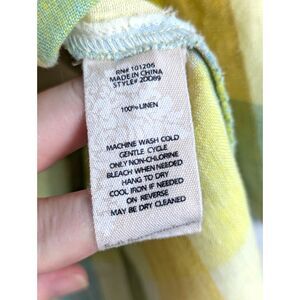 RN# 101206
MADE IN CHINA
STYLE# 20D89
100% LINEN
MACHINE WASH COLD
GENTLE CYCLE
ONLY NON-CHLORINE
BLEACH WHEN NEEDED
HANG TO DRY
COOL IRON IF NEEDED
ON REVERSE
MAY BE DRY CLEANED